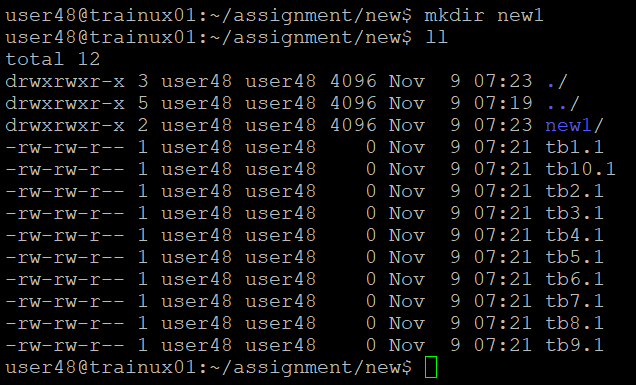 user48@trainux01:~/assignment/new$ mkdir new1
user48@trainux01:~/assignment/new$ ll
total 12
drwxrwxr-x 3 user48 user48 4096 Nov  9 07:23 ./
drwxrwxr-x 5 user48 user48 4096 Nov  9 07:19 ../
drwxrwxr-x 2 user48 user48 4096 Nov  9 07:23 new1/
-rw-rw-r-- 1 user48 user48    0 Nov  9 07:21 tb1.1
-rw-rw-r-- 1 user48 user48    0 Nov  9 07:21 tb10.1
-rw-rw-r-- 1 user48 user48    0 Nov  9 07:21 tb2.1
-rw-rw-r-- 1 user48 user48    0 Nov  9 07:21 tb3.1
-rw-rw-r-- 1 user48 user48    0 Nov  9 07:21 tb4.1
-rw-rw-r-- 1 user48 user48    0 Nov  9 07:21 tb5.1
-rw-rw-r-- 1 user48 user48    0 Nov  9 07:21 tb6.1
-rw-rw-r-- 1 user48 user48    0 Nov  9 07:21 tb7.1
-rw-rw-r-- 1 user48 user48    0 Nov  9 07:21 tb8.1
-rw-rw-r-- 1 user48 user48    0 Nov  9 07:21 tb9.1
user48@trainux01:~/assignment/new$